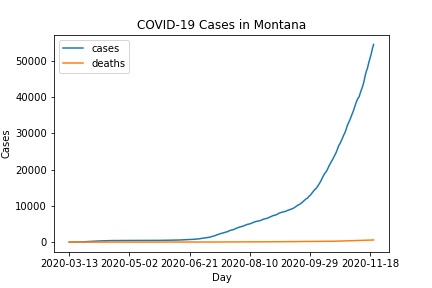 COVID-19 Cases in Montana
cases
deaths
50000
40000
30000
20000
10000
0
Cases
2020-03-13 2020-05-02 2020-06-21 2020-08-10 2020-09-29 2020-11-18
Day